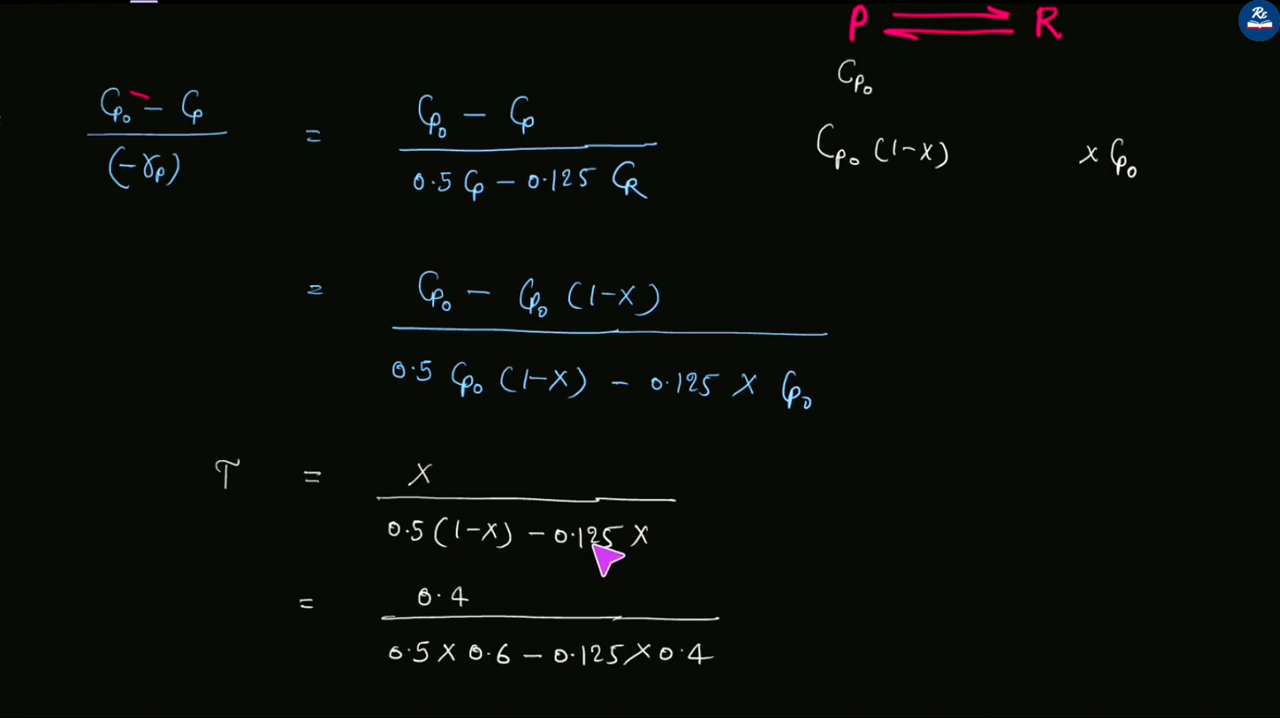 P ⇌ R
Re
C_P₀
(C_P₀ − C_P) / (−r_P) = (C_P₀ − C_P) / (0.5 C_P − 0.125 C_R)
C_P₀ (1−x) x C_P₀
= (C_P₀ − C_P₀ (1−x)) / (0.5 C_P₀ (1−x) − 0.125 x C_P₀)
τ = x / (0.5 (1−x) − 0.125 x)
= 0.4 / (0.5 × 0.6 − 0.125 × 0.4)